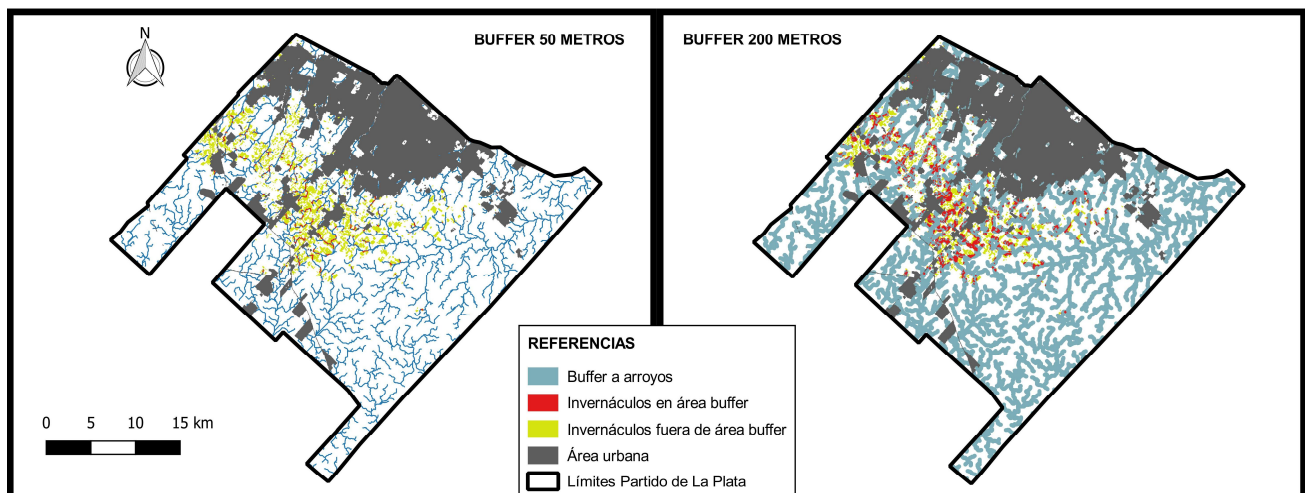 N
BUFFER 50 METROS
BUFFER 200 METROS
REFERENCIAS
Buffer a arroyos
Invernáculos en área buffer
Invernáculos fuera de área buffer
Área urbana
Límites Partido de La Plata
0 5 10 15 km